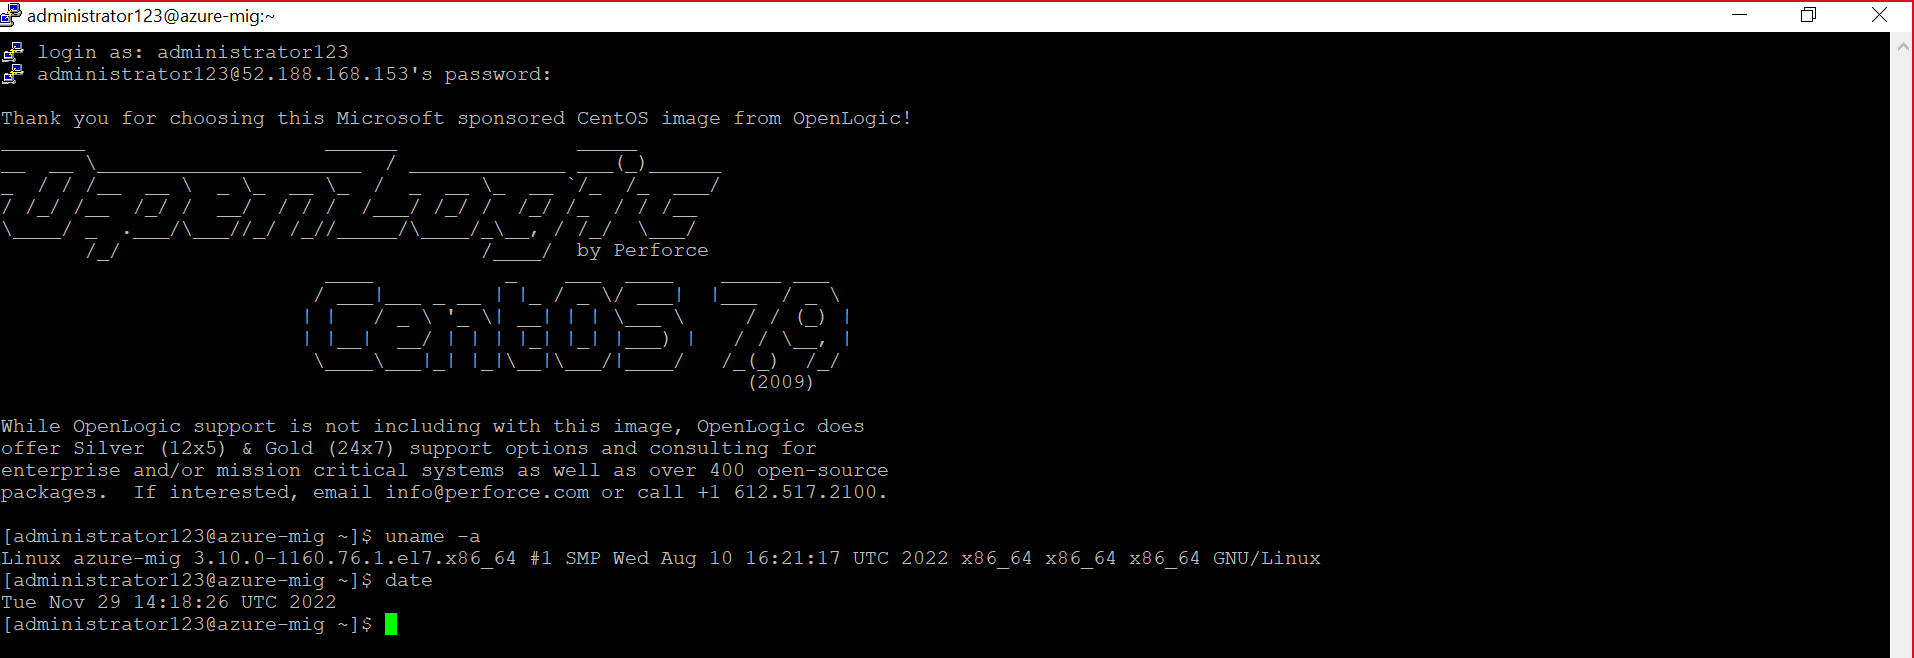 administrator123@azure-mig:~
login as: administrator123
administrator123@52.188.168.153's password:
Thank you for choosing this Microsoft sponsored CentOS image from OpenLogic!
OpenLogic
by Perforce
CentOS 7.9
(2009)
While OpenLogic support is not including with this image, OpenLogic does
offer Silver (12x5) & Gold (24x7) support options and consulting for
enterprise and/or mission critical systems as well as over 400 open-source
packages.  If interested, email info@perforce.com or call +1 612.517.2100.
[administrator123@azure-mig ~]$ uname -a
Linux azure-mig 3.10.0-1160.76.1.el7.x86_64 #1 SMP Wed Aug 10 16:21:17 UTC 2022 x86_64 x86_64 x86_64 GNU/Linux
[administrator123@azure-mig ~]$ date
Tue Nov 29 14:18:26 UTC 2022
[administrator123@azure-mig ~]$